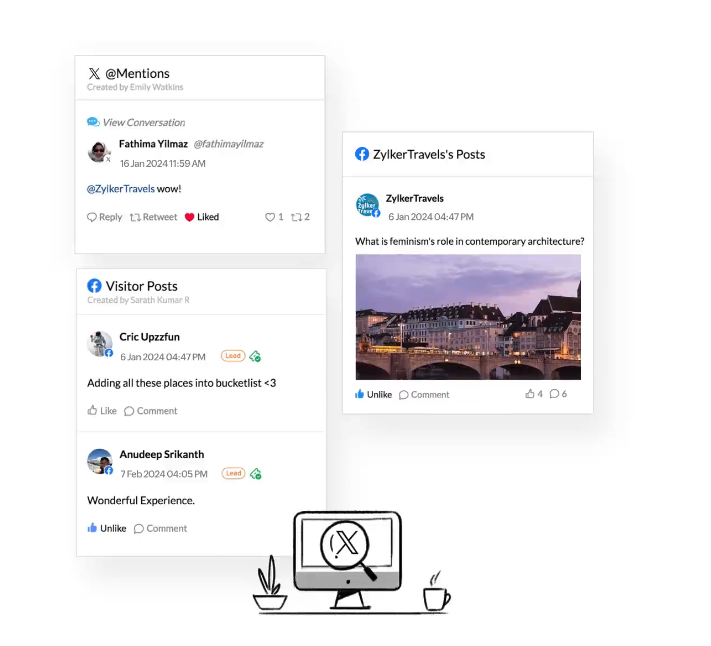 @Mentions
Created by Emily Watkins
View Conversation
Fathima Yilmaz @fathimayilmaz
16 Jan 2024 11:59 AM
@ZylkerTravels wow!
Reply Retweet Liked 1 2
Visitor Posts
Created by Sarath Kumar R
Cric Upzzfun
6 Jan 2024 04:47 PM Lead
Adding all these places into bucketlist <3
Like Comment
Anudeep Srikanth
7 Feb 2024 04:05 PM Lead
Wonderful Experience.
Unlike Comment
ZylkerTravels's Posts
Zylker
Travels
ZylkerTravels
6 Jan 2024 04:47 PM
What is feminism's role in contemporary architecture?
Unlike Comment 4 6